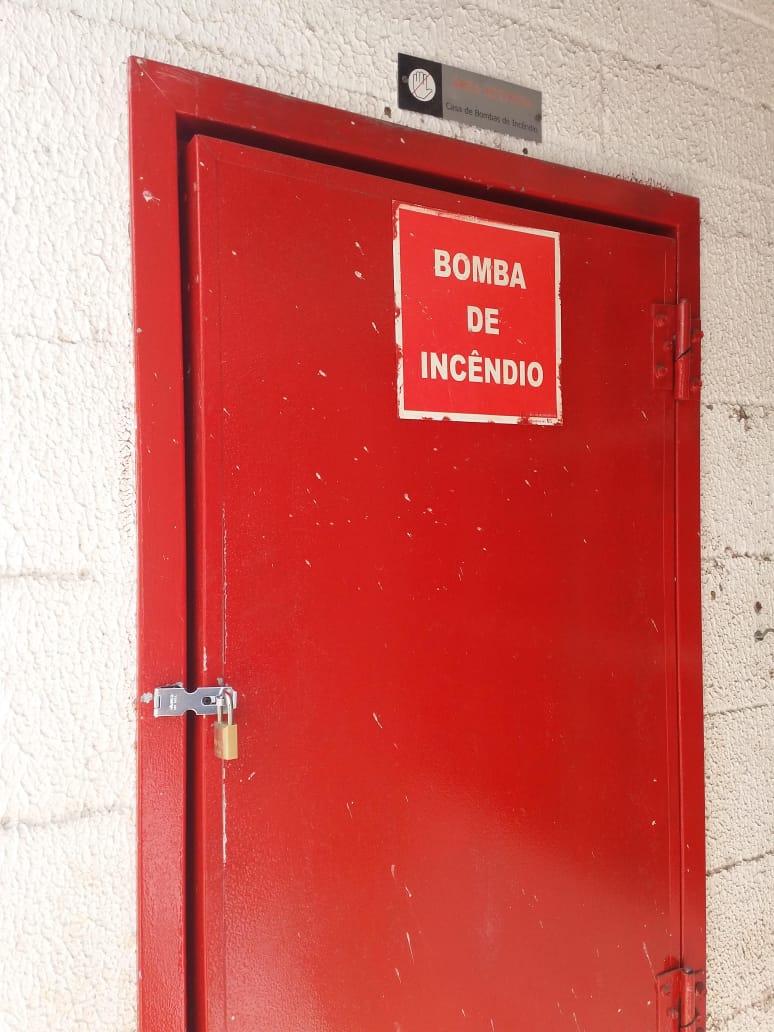 Casa de Bombas de Incêndio
BOMBA
DE
INCÊNDIO